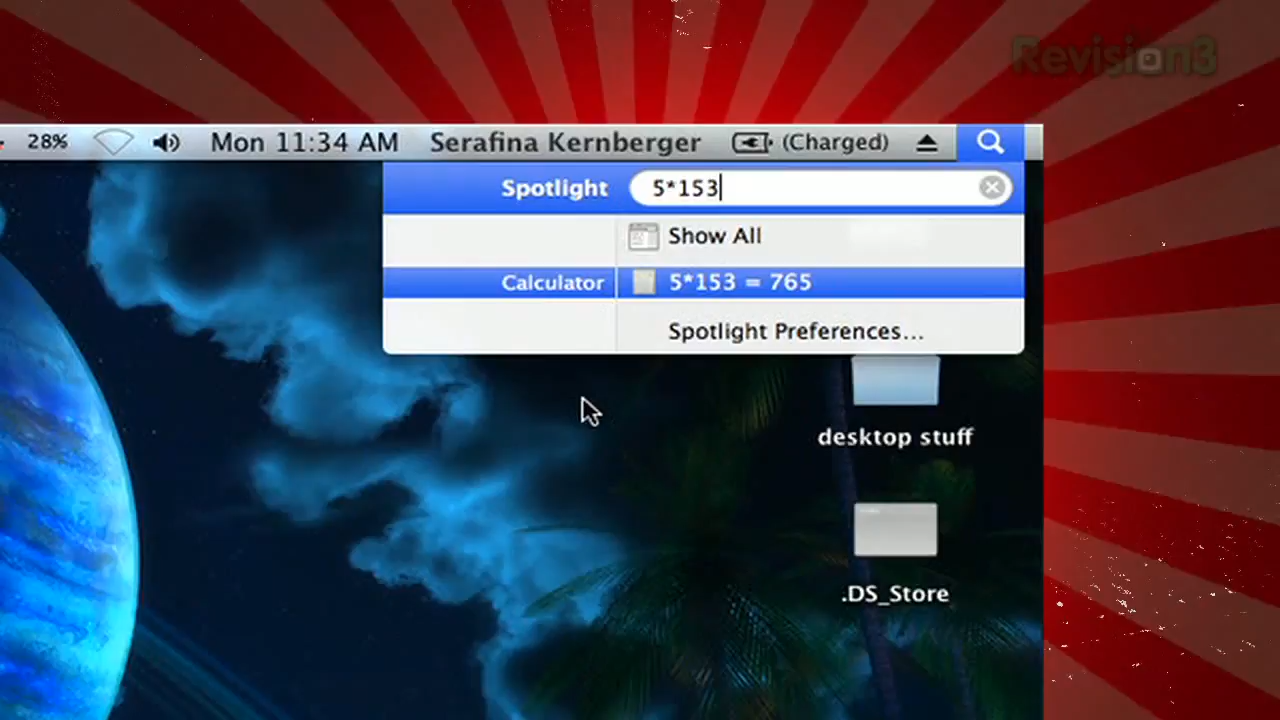 Revision3
28% Mon 11:34 AM Serafina Kernberger (Charged)
Spotlight 5*153
Show All
Calculator 5*153 = 765
Spotlight Preferences...
desktop stuff
.DS_Store